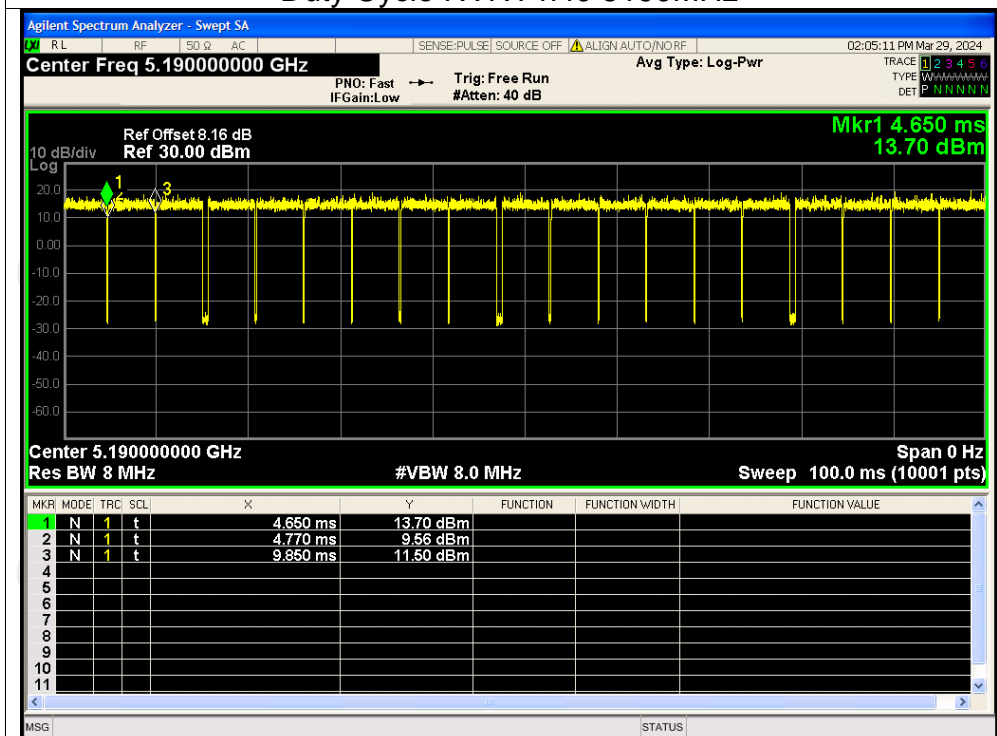 Agilent Spectrum Analyzer - Swept SA
LXI RL RF 50 Ω AC SENSE:PULSE SOURCE OFF ALIGN AUTO/NO RF 02:05:11 PM Mar 29, 2024
Center Freq 5.190000000 GHz Avg Type: Log-Pwr TRACE 1 2 3 4 5 6
PNO: Fast Trig: Free Run TYPE
IFGain:Low #Atten: 40 dB DET P N N N N N
Mkr1 4.650 ms
Ref Offset 8.16 dB
10 dB/div Ref 30.00 dBm 13.70 dBm
Log
1
2
3
20.0
10.0
0.00
-10.0
-20.0
-30.0
-40.0
-50.0
-60.0
Center 5.190000000 GHz Span 0 Hz
Res BW 8 MHz #VBW 8.0 MHz Sweep 100.0 ms (10001 pts)
MKR MODE TRC SCL X Y FUNCTION FUNCTION WIDTH FUNCTION VALUE
1 N 1 t 4.650 ms 13.70 dBm
2 N 1 t 4.770 ms 9.56 dBm
3 N 1 t 9.850 ms 11.50 dBm
4
5
6
7
8
9
10
11
MSG STATUS